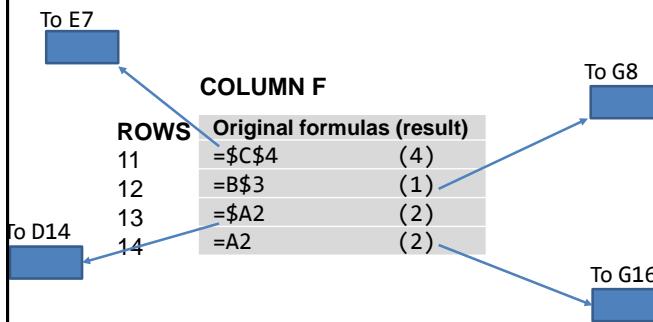 To E7
To G8
COLUMN F
ROWS Original formulas (result)
11 =$C$4 (4)
12 =B$3 (1)
13 =$A2 (2)
To D14
14 =A2 (2)
To G16